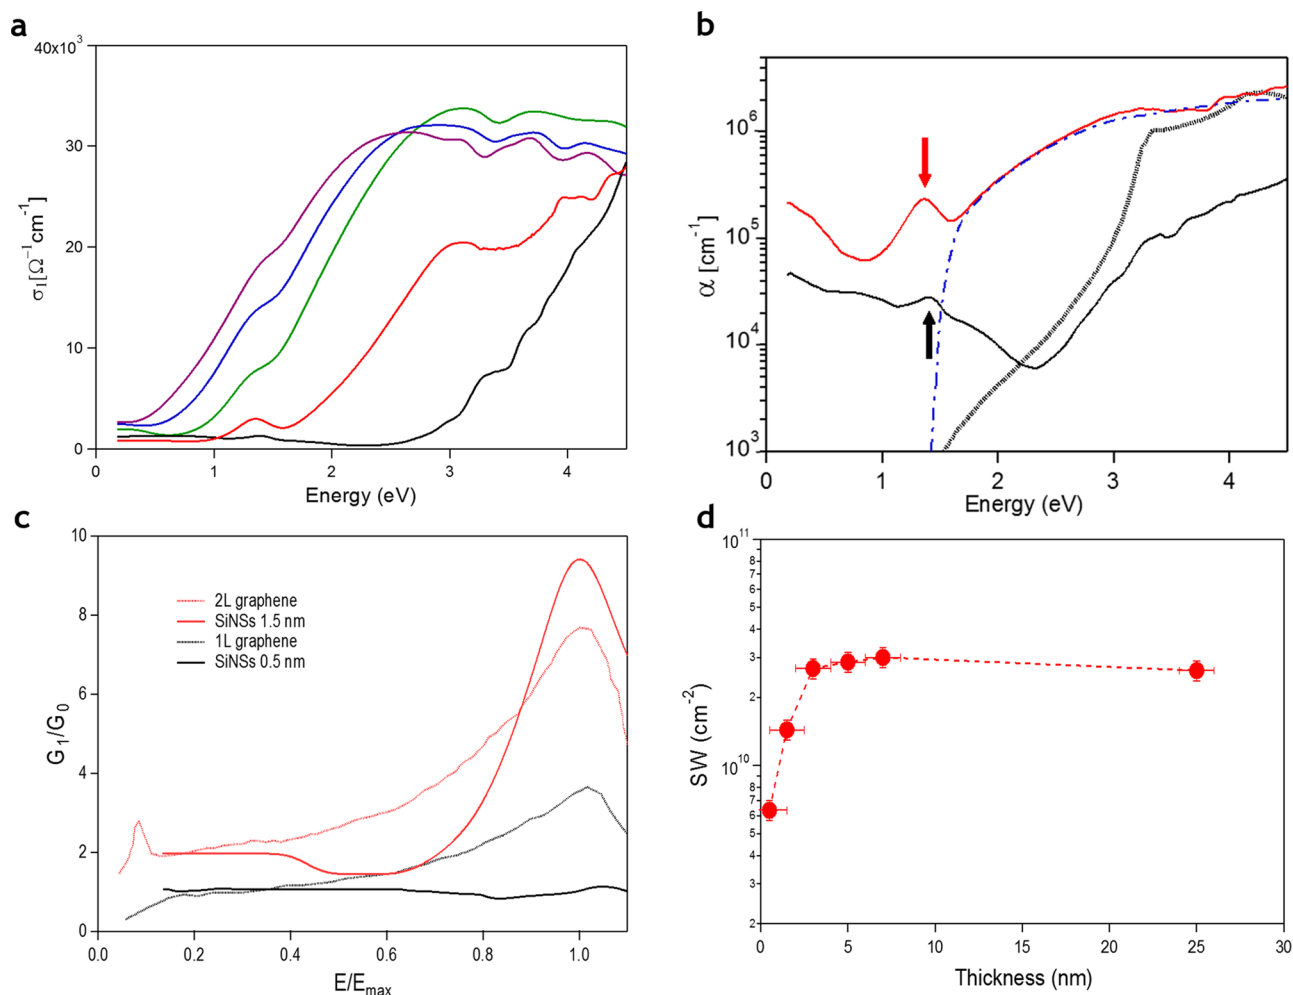 a
40x10³
30
20
10
0
σ₁[Ω⁻¹cm⁻¹]
0 1 2 3 4
Energy (eV)
b
10⁶
10⁵
10⁴
10³
α [cm⁻¹]
0 1 2 3 4
Energy (eV)
c
10
8
6
4
2
0
G₁/G₀
2L graphene
SiNSs 1.5 nm
1L graphene
SiNSs 0.5 nm
0.0 0.2 0.4 0.6 0.8 1.0
E/Eₘₐₓ
d
10¹¹
8
7
6
5
4
3
2
10¹⁰
8
7
6
5
4
3
2
SW (cm⁻²)
0 5 10 15 20 25 30
Thickness (nm)